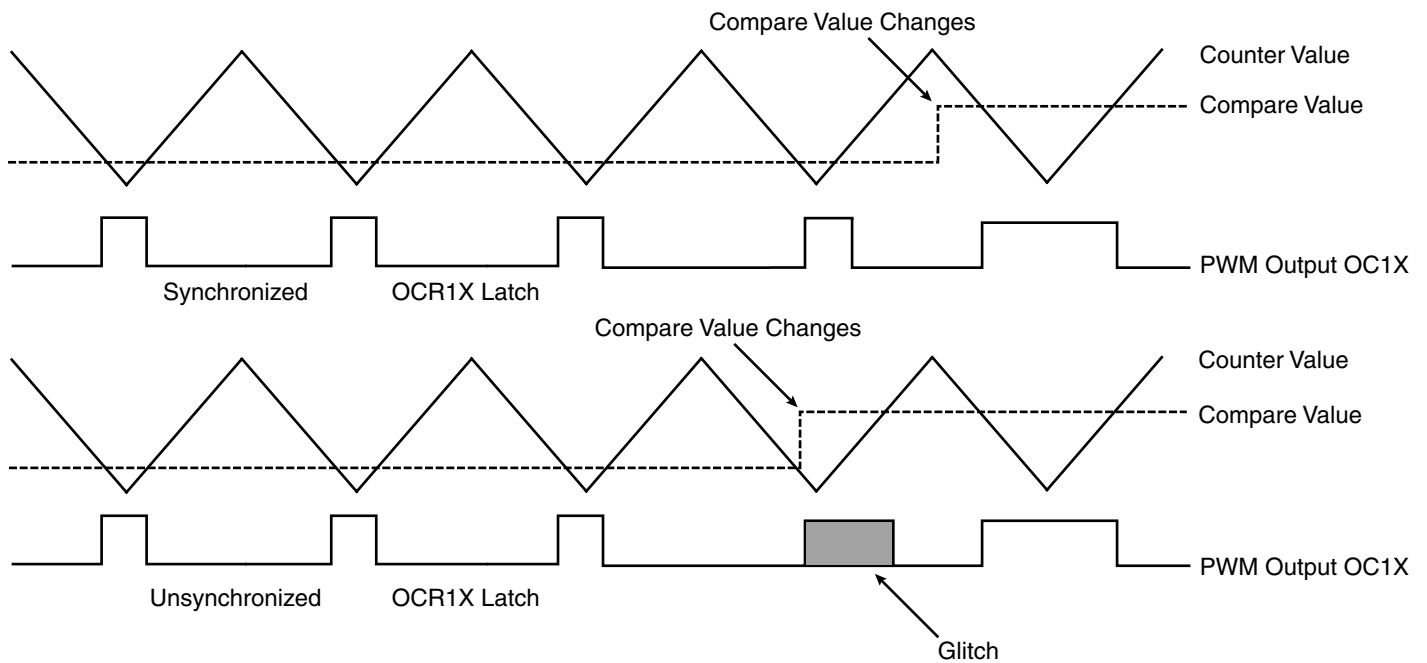 Compare Value Changes
Counter Value
Compare Value
PWM Output OC1X
Synchronized OCR1X Latch
Compare Value Changes
Counter Value
Compare Value
PWM Output OC1X
Unsynchronized OCR1X Latch
Glitch